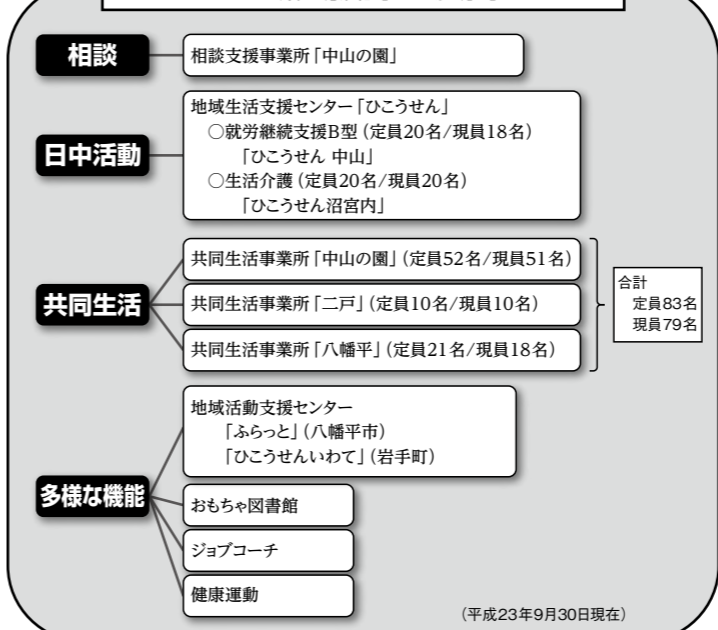 相談
相談支援事業所「中山の園」
日中活動
地域生活支援センター「ひこうせん」
○就労継続支援B型(定員20名/現員18名)
「ひこうせん 中山」
○生活介護(定員20名/現員20名)
「ひこうせん沼宮内」
共同生活
共同生活事業所「中山の園」(定員52名/現員51名)
共同生活事業所「二戸」(定員10名/現員10名)
共同生活事業所「八幡平」(定員21名/現員18名)
合計
定員83名
現員79名
多様な機能
地域活動支援センター
「ふらっと」(八幡平市)
「ひこうせんいわて」(岩手町)
おもちゃ図書館
ジョブコーチ
健康運動
(平成23年9月30日現在)